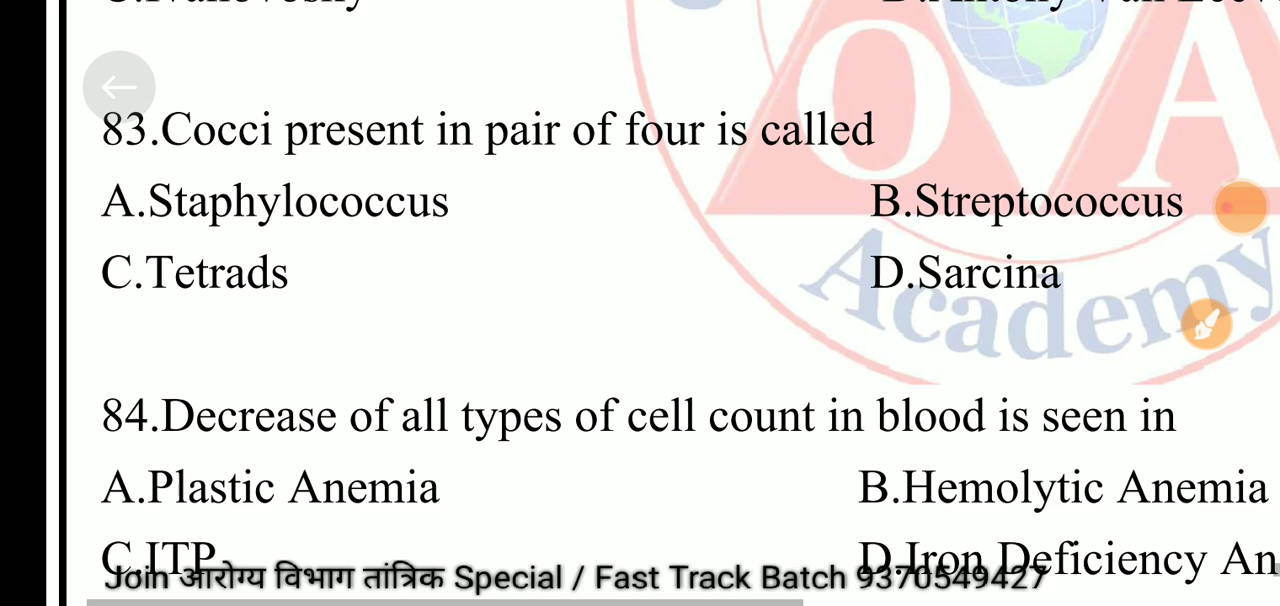 83.Cocci present in pair of four is called
A.Staphylococcus B.Streptococcus
C.Tetrads D.Sarcina
OA
Academy
84.Decrease of all types of cell count in blood is seen in
A.Plastic Anemia B.Hemolytic Anemia
C.ITP D.Iron Deficiency An
Join आरोग्य विभाग तांत्रिक Special / Fast Track Batch 9370549427